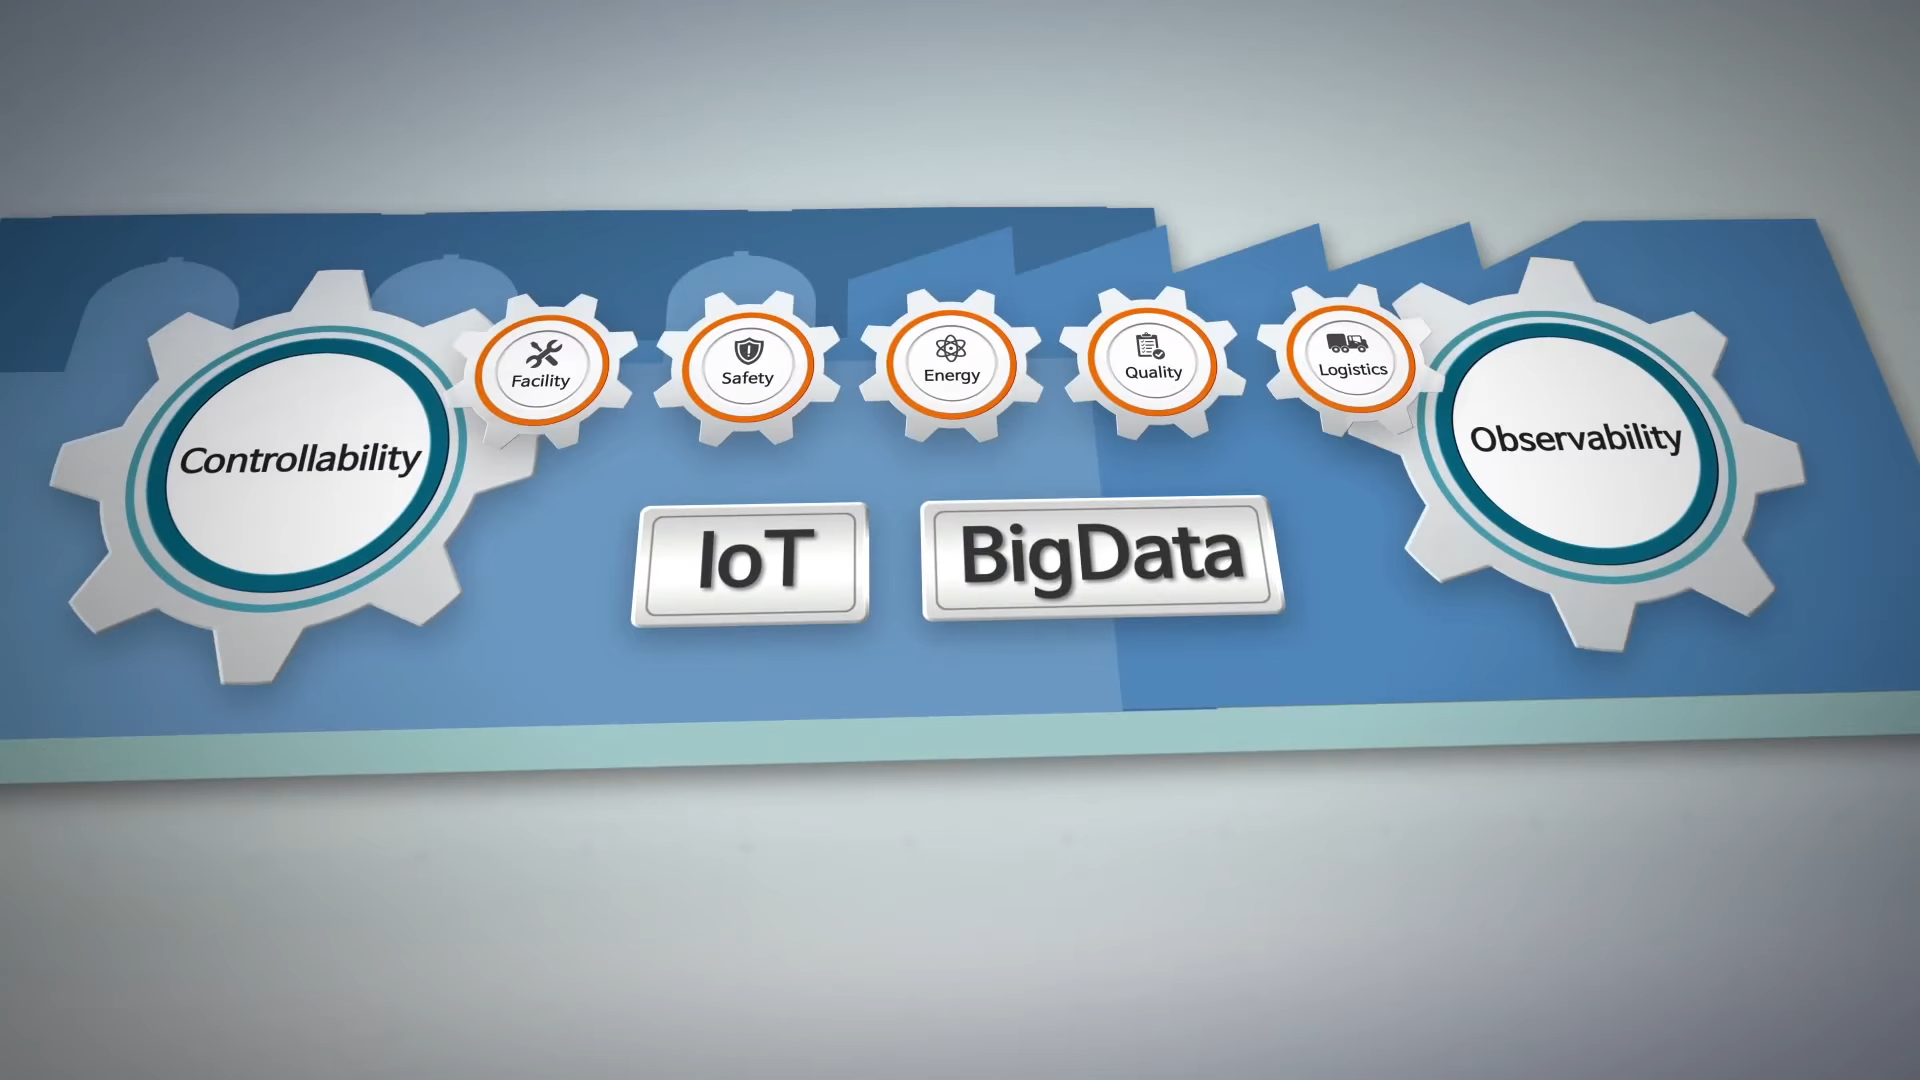 Controllability
Facility
Safety
Energy
Quality
Logistics
Observability
IoT
BigData